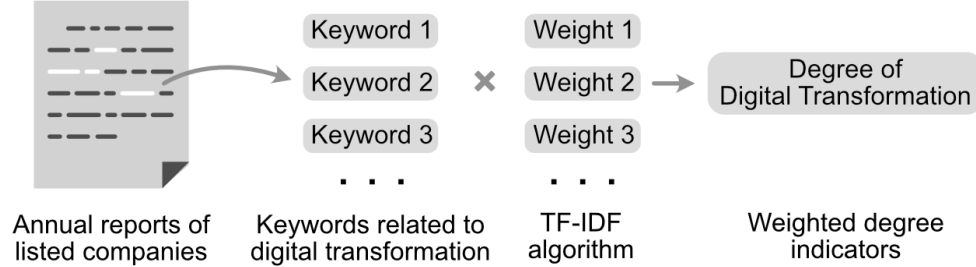 Keyword 1
Weight 1
Keyword 2
×
Weight 2
Degree of
Digital Transformation
Keyword 3
Weight 3
. . .
. . .
Annual reports of
listed companies
Keywords related to
digital transformation
TF-IDF
algorithm
Weighted degree
indicators